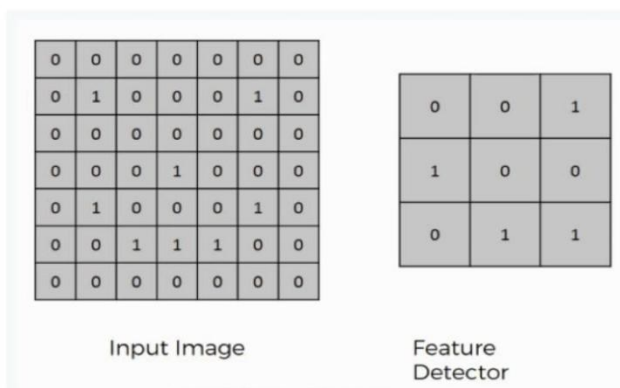 0 0 0 0 0 0 0
0 1 0 0 0 1 0
0 0 0 0 0 0 0
0 0 0 1 0 0 0
0 1 0 0 0 1 0
0 0 1 1 1 0 0
0 0 0 0 0 0 0
Input Image
0 0 1
1 0 0
0 1 1
Feature
Detector